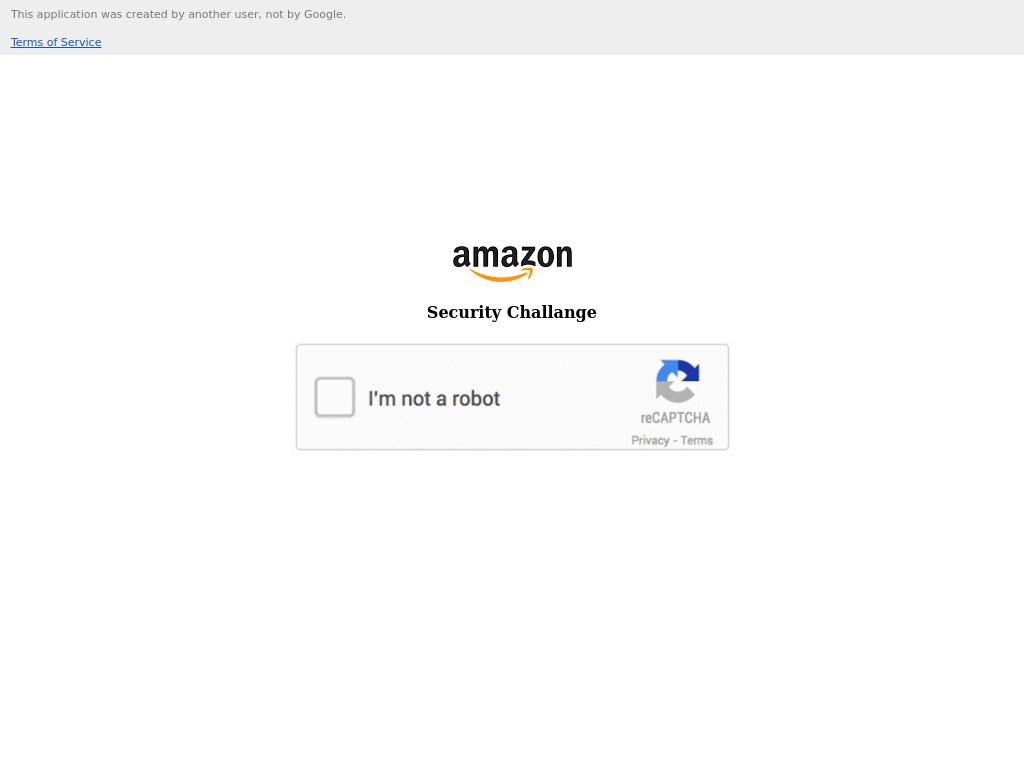 This application was created by another user, not by Google.
Terms of Service
amazon
Security Challange
I'm not a robot
reCAPTCHA
Privacy - Terms